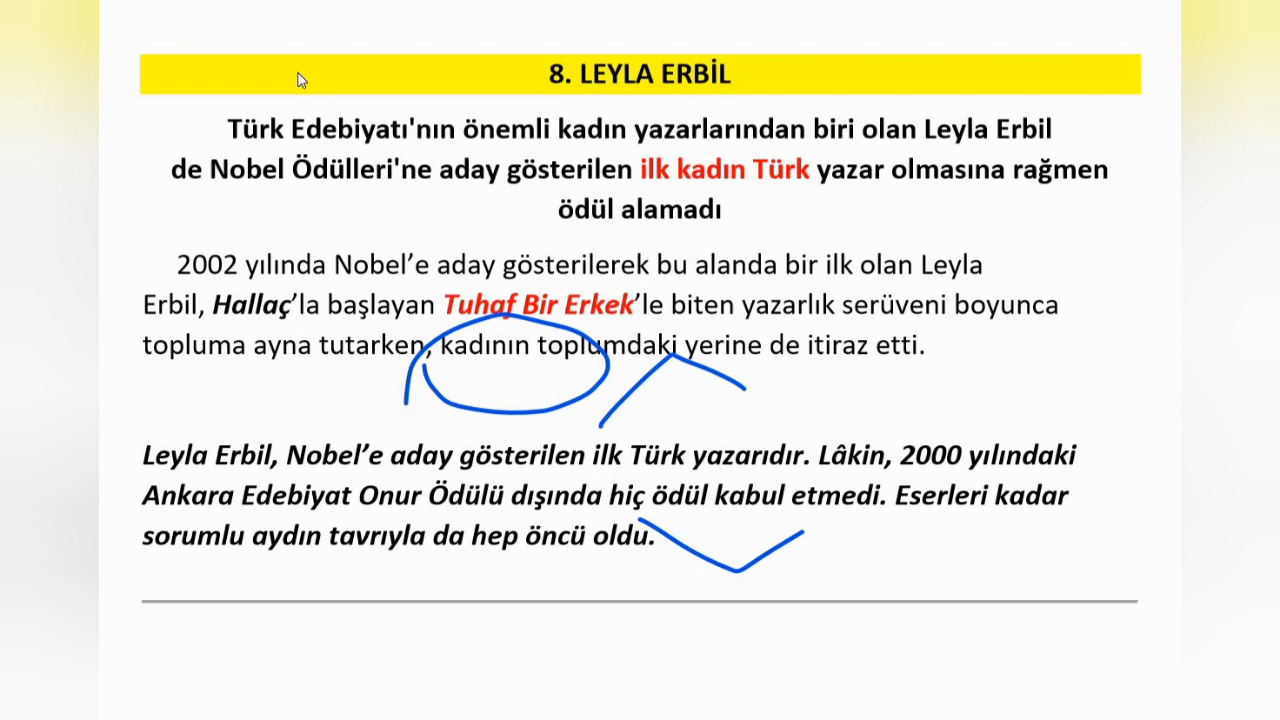 8. LEYLA ERBİL
Türk Edebiyatı'nın önemli kadın yazarlarından biri olan Leyla Erbil
de Nobel Ödülleri'ne aday gösterilen ilk kadın Türk yazar olmasına rağmen
ödül alamadı
2002 yılında Nobel’e aday gösterilerek bu alanda bir ilk olan Leyla
Erbil, Hallaç’la başlayan Tuhaf Bir Erkek’le biten yazarlık serüveni boyunca
topluma ayna tutarken, kadının toplumdaki yerine de itiraz etti.
Leyla Erbil, Nobel’e aday gösterilen ilk Türk yazarıdır. Lâkin, 2000 yılındaki
Ankara Edebiyat Onur Ödülü dışında hiç ödül kabul etmedi. Eserleri kadar
sorumlu aydın tavrıyla da hep öncü oldu.